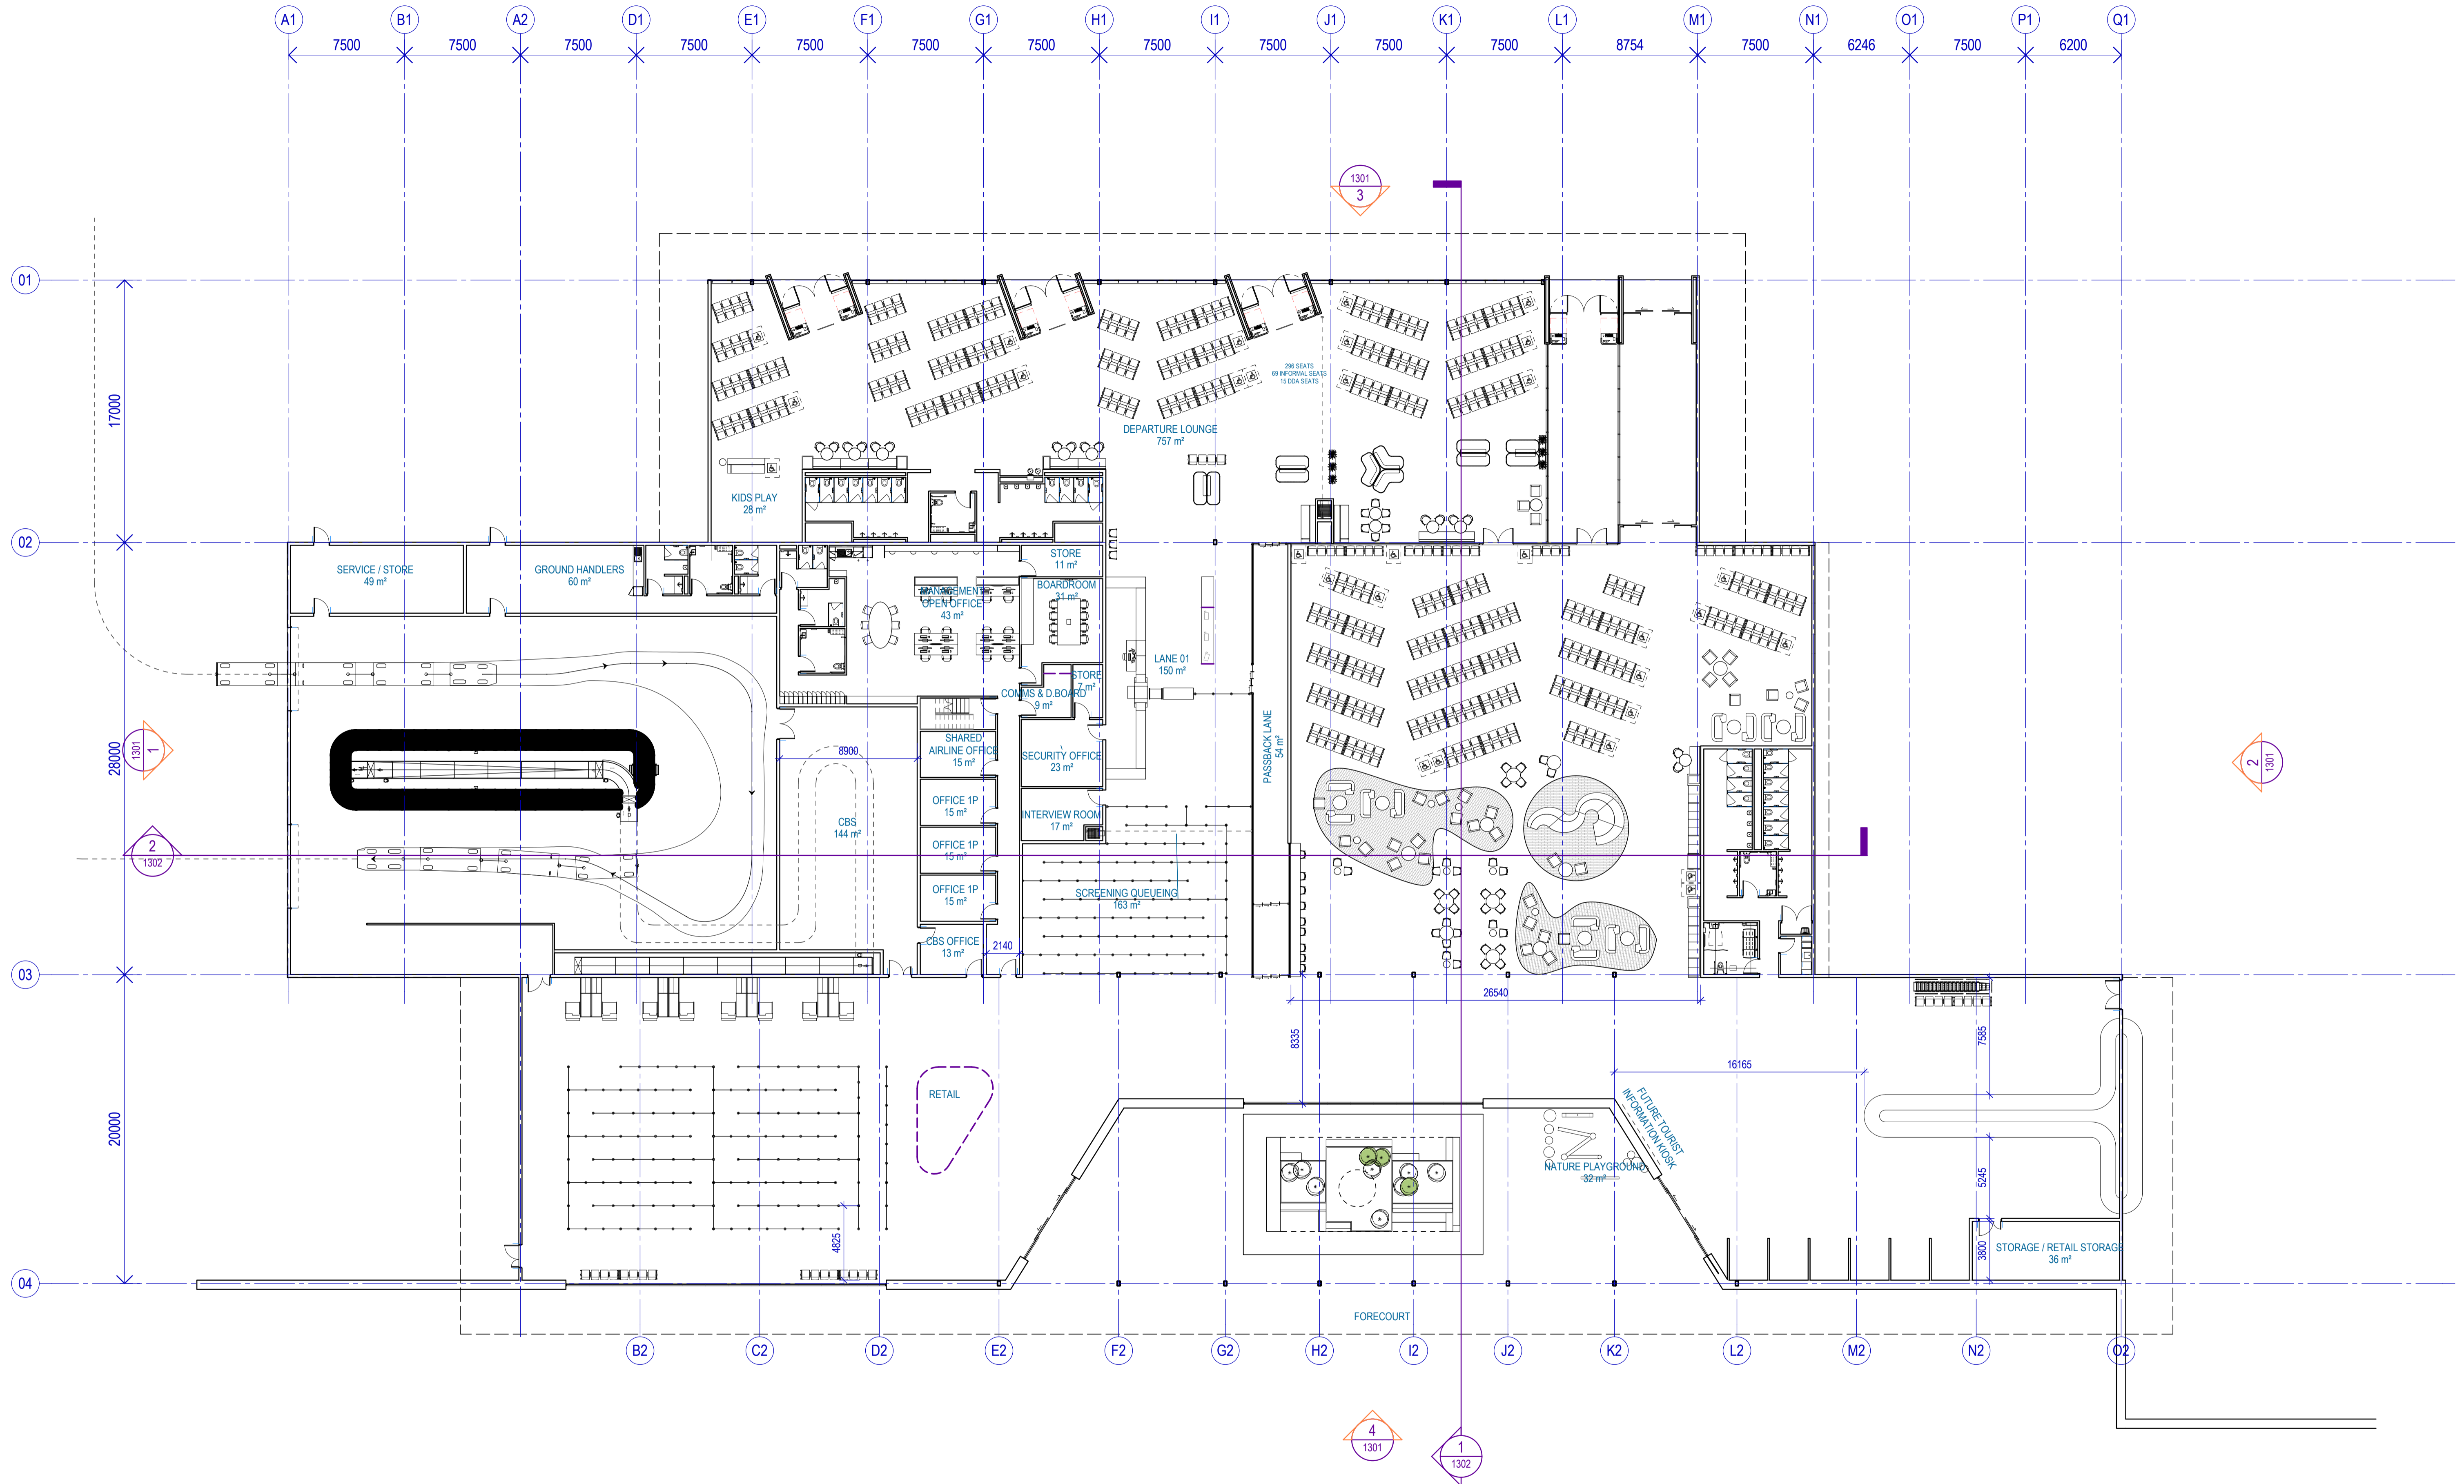 A1 B1 A2 D1 E1 F1 G1 H1 I1 J1 K1 L1 M1 N1 O1 P1 Q1
7500 7500 7500 7500 7500 7500 7500 7500 7500 7500 7500 8754 7500 6246 7500 6200
1301
3
01
17000
296 SEATS
69 INFORMAL SEATS
15 DDA SEATS
DEPARTURE LOUNGE
757 m²
KIDS PLAY
28 m²
02
SERVICE / STORE
49 m²
GROUND HANDLERS
60 m²
STORE
11 m²
MANAGEMENT
OPEN OFFICE
43 m²
BOARDROOM
31 m²
LANE 01
150 m²
STORE
7 m²
COMMS & D.BOARD
9 m²
28000
1301
1
8900
SHARED
AIRLINE OFFICE
15 m²
SECURITY OFFICE
23 m²
PASSBACK LANE
54 m²
2
1301
OFFICE 1P
15 m²
INTERVIEW ROOM
17 m²
CBS
144 m²
2
1302
OFFICE 1P
15 m²
OFFICE 1P
15 m²
SCREENING QUEUEING
163 m²
CBS OFFICE
13 m²
2140
03
26540
8335
7585
16165
20000
RETAIL
FUTURE TOURIST
INFORMATION KIOSK
NATURE PLAYGROUND
32 m²
5245
4825
3800
STORAGE / RETAIL STORAGE
36 m²
04
FORECOURT
B2 C2 D2 E2 F2 G2 H2 I2 J2 K2 L2 M2 N2 O2
4
1301
1
1302